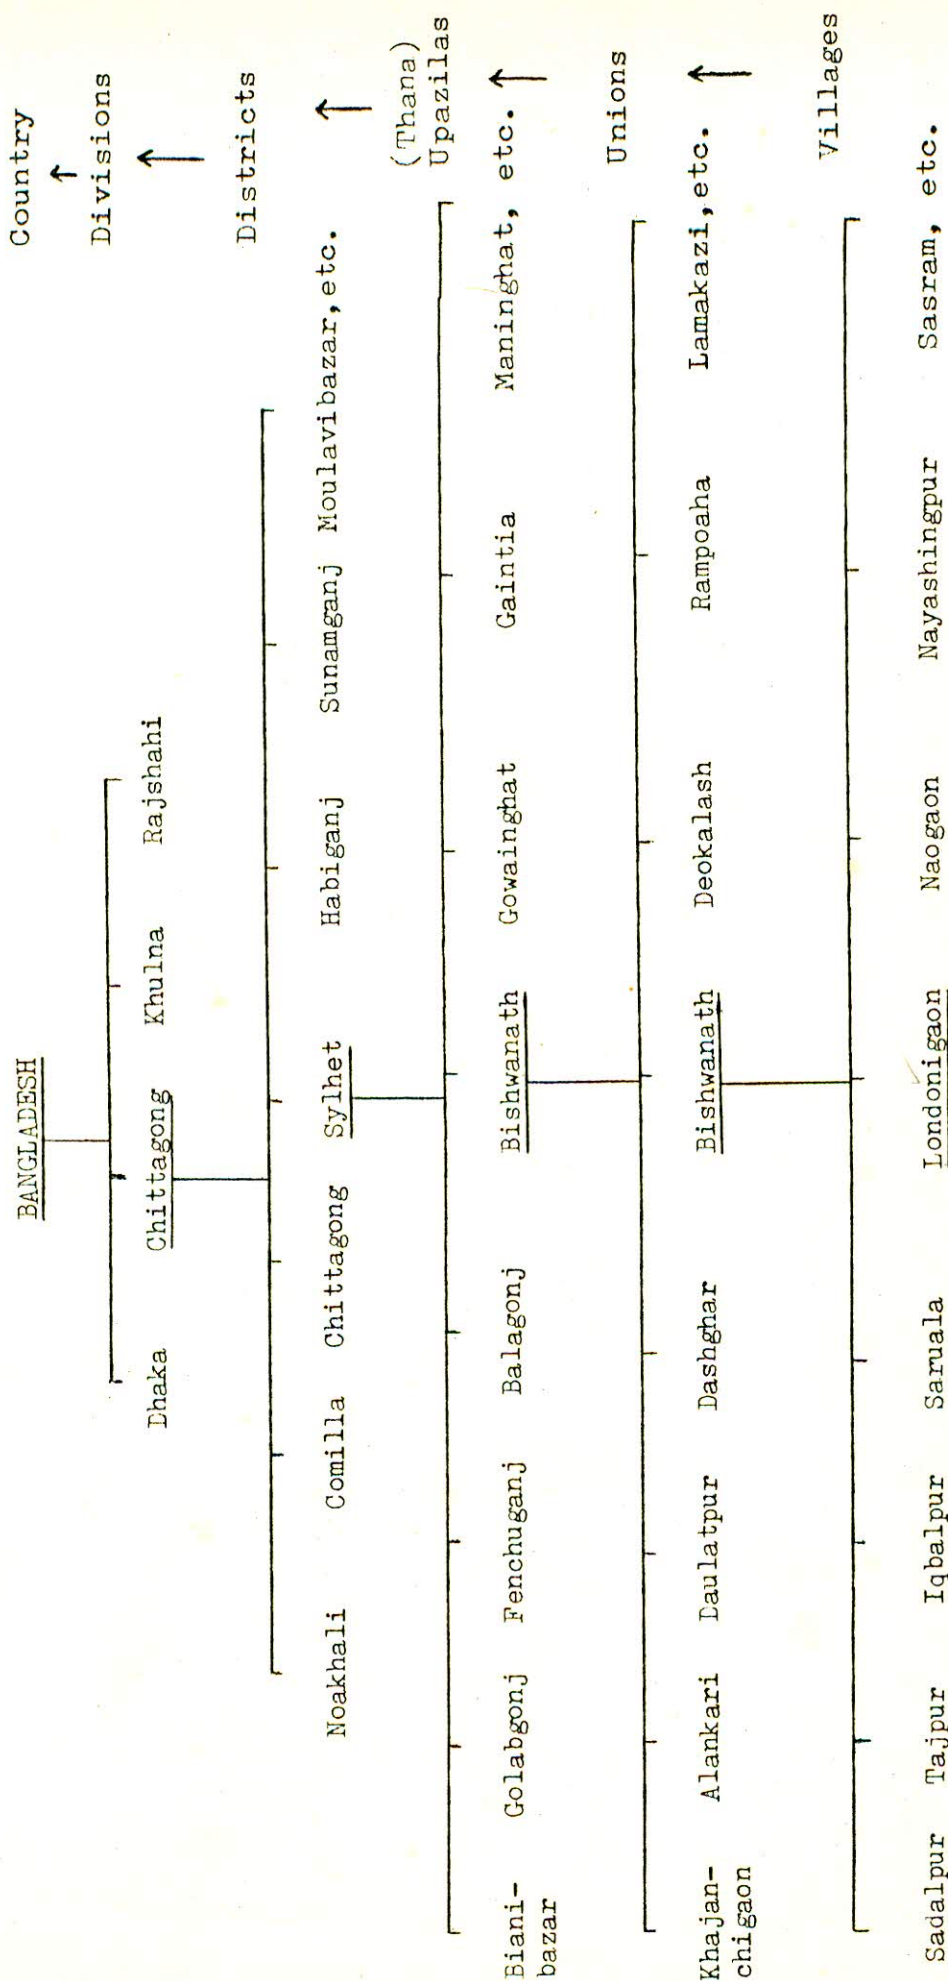 Country
BANGLADESH
Divisions
Dhaka Chittagong Khulna Rajshahi
Districts
Noakhali Comilla Chittagong Sylhet Habiganj Sunamganj Moulavibazar, etc.
(Thana)
Upazilas
Biani- Golabgonj Fenchuganj Balagonj Bishwanath Gowainghat Gaintia Maninghat, etc.
bazar
Unions
Khajan- Alankari Daulatpur Dashghar Bishwanath Deokalash Rampoaha Lamakazi, etc.
chigaon
Villages
Sadalpur Tajpur Iqbalpur Saruala Londonigaon Naogaon Nayashingpur Sasram, etc.